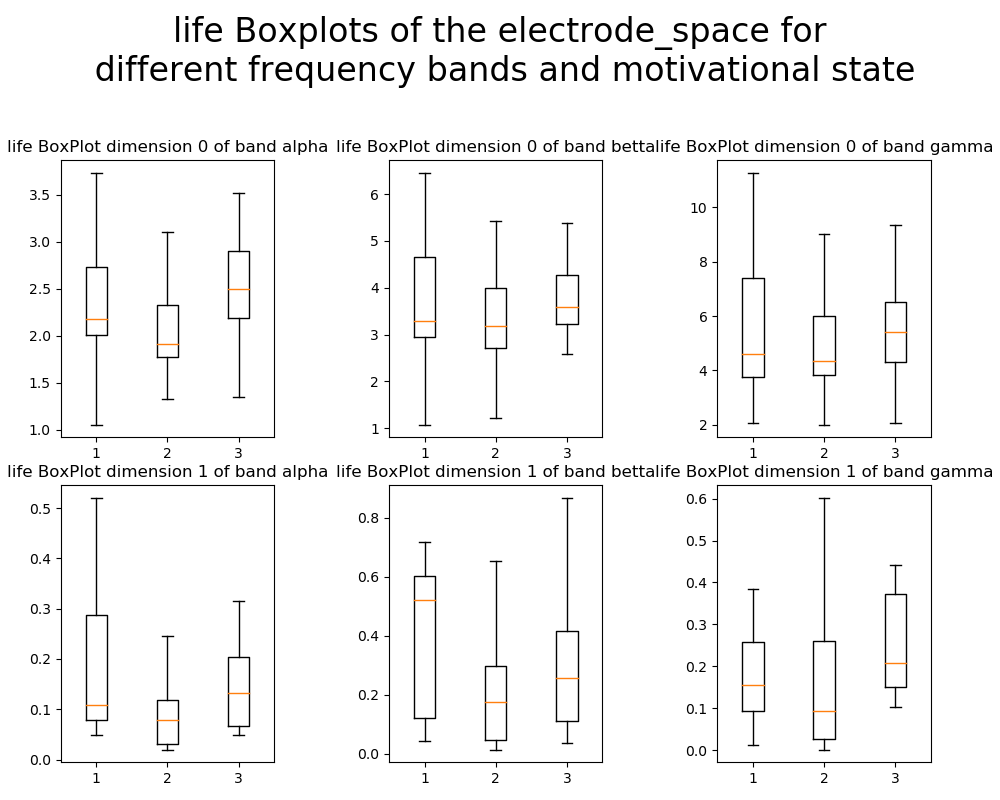 life Boxplots of the electrode_space for
different frequency bands and motivational state
life BoxPlot dimension 0 of band alpha
3.5
3.0
2.5
2.0
1.5
1.0
1 2 3
life BoxPlot dimension 0 of band betta
6
5
4
3
2
1
1 2 3
life BoxPlot dimension 0 of band gamma
10
8
6
4
2
1 2 3
life BoxPlot dimension 1 of band alpha
0.5
0.4
0.3
0.2
0.1
0.0
1 2 3
life BoxPlot dimension 1 of band betta
0.8
0.6
0.4
0.2
0.0
1 2 3
life BoxPlot dimension 1 of band gamma
0.6
0.5
0.4
0.3
0.2
0.1
0.0
1 2 3